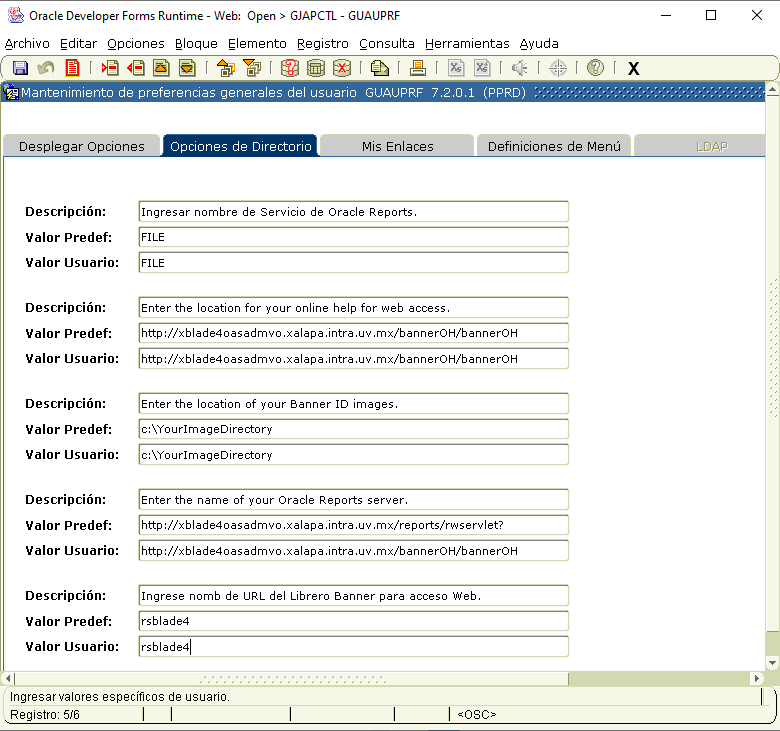 Oracle Developer Forms Runtime - Web: Open > GJAPCTL - GUAUPRF
Archivo Editar Opciones Bloque Elemento Registro Consulta Herramientas Ayuda
Mantenimiento de preferencias generales del usuario GUAUPRF 7.2.0.1 (PPRD)
Desplegar Opciones Opciones de Directorio Mis Enlaces Definiciones de Menú LDAP
Descripción: Ingresar nombre de Servicio de Oracle Reports.
Valor Predef: FILE
Valor Usuario: FILE
Descripción: Enter the location for your online help for web access.
Valor Predef: http://xblade4oasadmvo.xalapa.intra.uv.mx/bannerOH/bannerOH
Valor Usuario: http://xblade4oasadmvo.xalapa.intra.uv.mx/bannerOH/bannerOH
Descripción: Enter the location of your Banner ID images.
Valor Predef: c:\YourImageDirectory
Valor Usuario: c:\YourImageDirectory
Descripción: Enter the name of your Oracle Reports server.
Valor Predef: http://xblade4oasadmvo.xalapa.intra.uv.mx/reports/rwservlet?
Valor Usuario: http://xblade4oasadmvo.xalapa.intra.uv.mx/bannerOH/bannerOH
Descripción: Ingrese nomb de URL del Librero Banner para acceso Web.
Valor Predef: rsblade4
Valor Usuario: rsblade4
Ingresar valores específicos de usuario.
Registro: 5/6 <OSC>